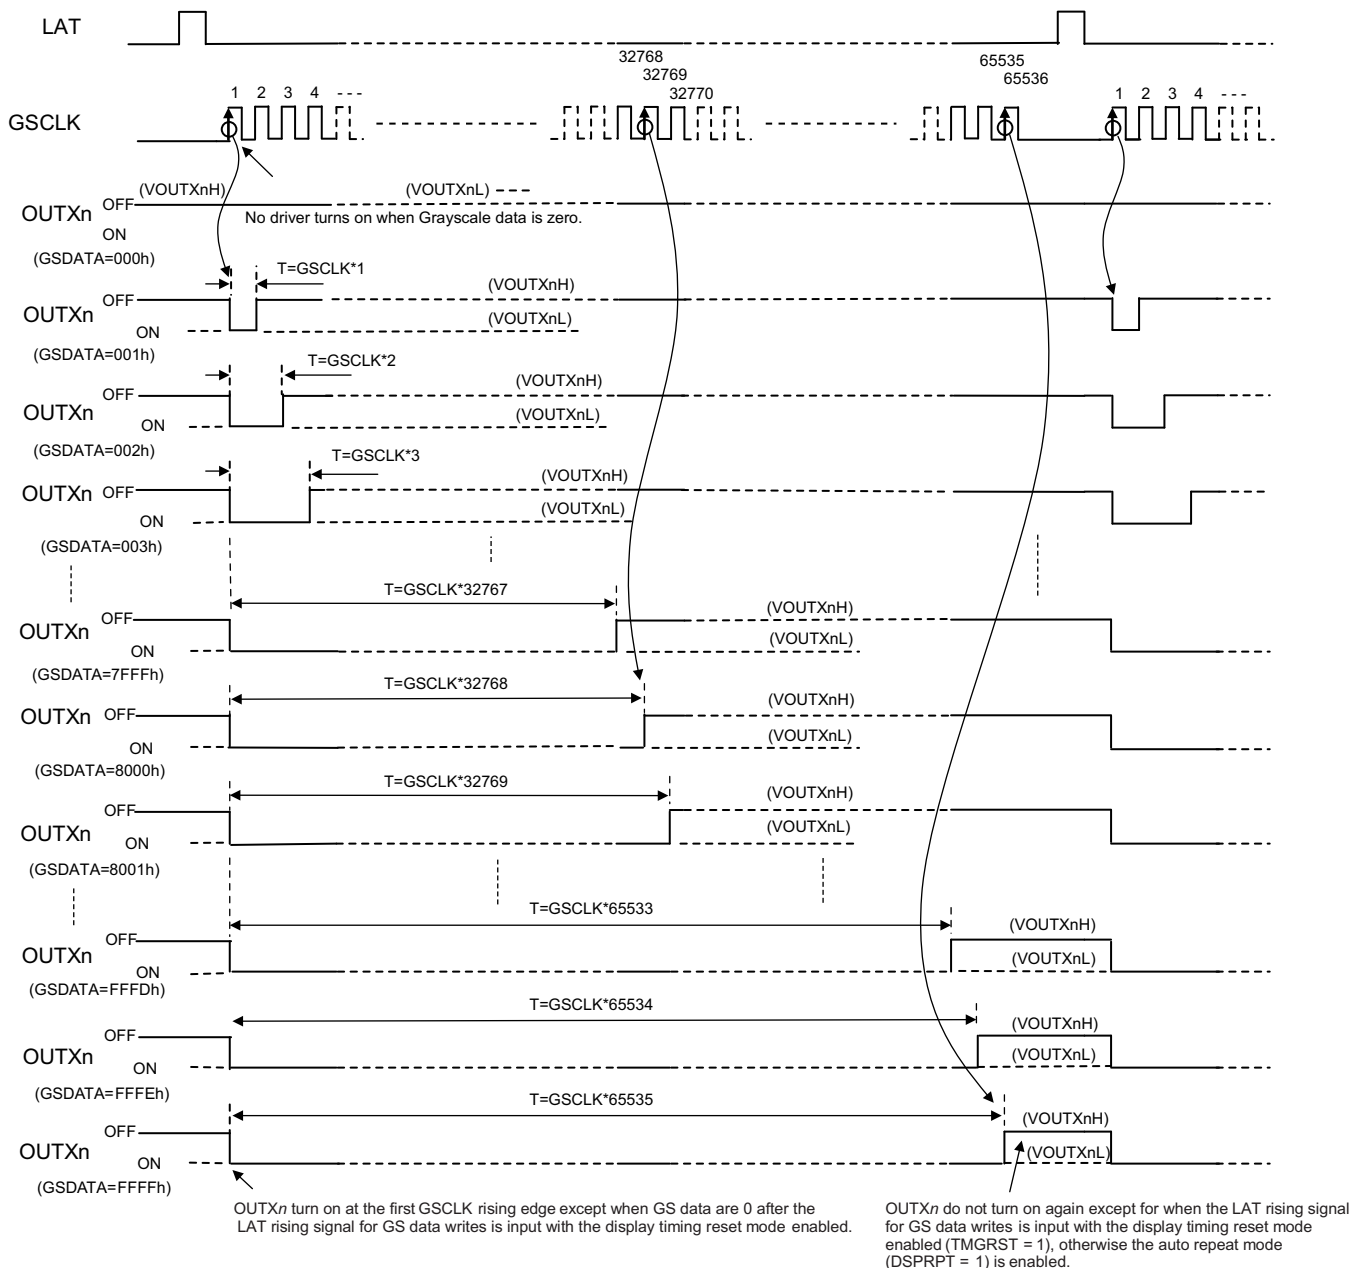 LAT
32768
65535
32769
65536
32770
1 2 3 4
1 2 3 4
GSCLK
(VOUTXnH)
(VOUTXnL)
OUTXn
OFF
No driver turns on when Grayscale data is zero.
ON
(GSDATA=000h)
T=GSCLK*1
(VOUTXnH)
OFF
OUTXn
(VOUTXnL)
ON
(GSDATA=001h)
T=GSCLK*2
(VOUTXnH)
OFF
OUTXn
(VOUTXnL)
ON
(GSDATA=002h)
T=GSCLK*3
(VOUTXnH)
OUTXn
OFF
(VOUTXnL)
ON
(GSDATA=003h)
T=GSCLK*32767
(VOUTXnH)
OFF
OUTXn
(VOUTXnL)
ON
(GSDATA=7FFFh)
T=GSCLK*32768
(VOUTXnH)
OUTXn
OFF
(VOUTXnL)
ON
(GSDATA=8000h)
T=GSCLK*32769
(VOUTXnH)
OFF
OUTXn
(VOUTXnL)
ON
(GSDATA=8001h)
T=GSCLK*65533
(VOUTXnH)
OFF
OUTXn
(VOUTXnL)
ON
(GSDATA=FFFDh)
T=GSCLK*65534
(VOUTXnH)
OFF
OUTXn
(VOUTXnL)
ON
(GSDATA=FFFEh)
T=GSCLK*65535
(VOUTXnH)
OFF
OUTXn
(VOUTXnL)
ON
(GSDATA=FFFFh)
OUTXn turn on at the first GSCLK rising edge except when GS data are 0 after the
LAT rising signal for GS data writes is input with the display timing reset mode enabled.
OUTXn do not turn on again except for when the LAT rising signal
for GS data writes is input with the display timing reset mode
enabled (TMGRST = 1), otherwise the auto repeat mode
(DSPRPT = 1) is enabled.